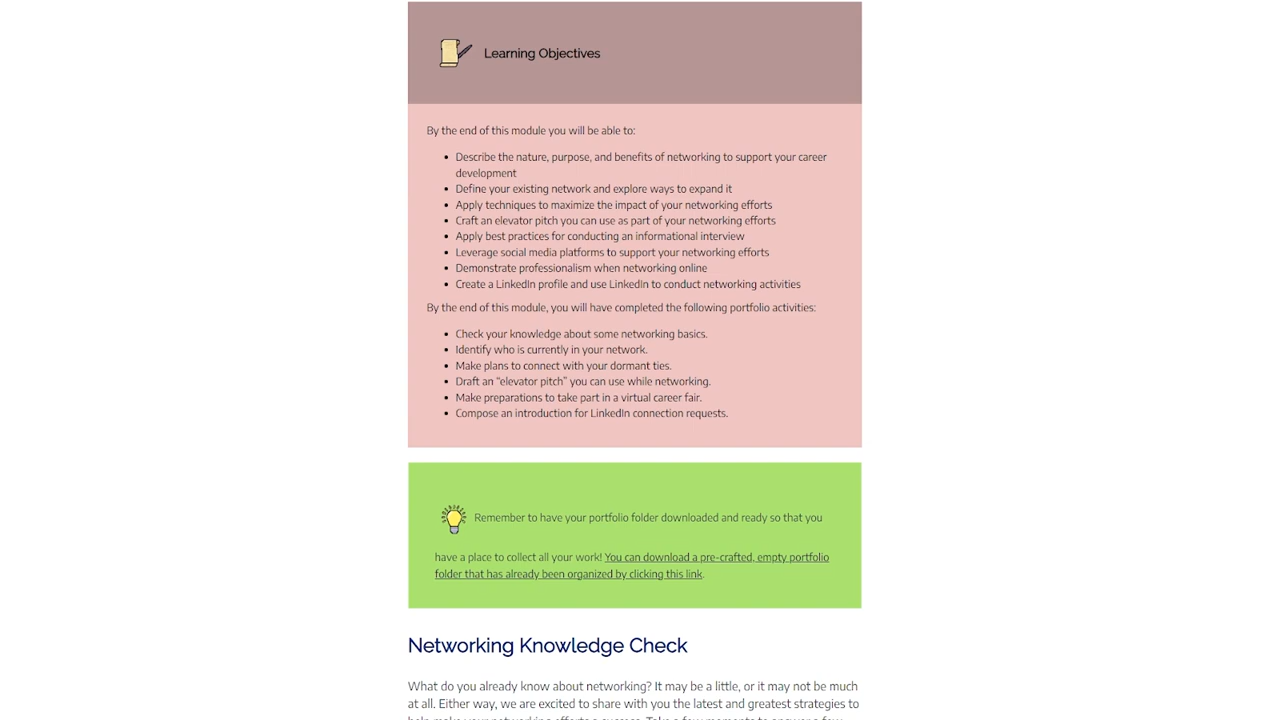 Learning Objectives
By the end of this module you will be able to:
Describe the nature, purpose, and benefits of networking to support your career
development
Define your existing network and explore ways to expand it
Apply techniques to maximize the impact of your networking efforts
Craft an elevator pitch you can use as part of your networking efforts
Apply best practices for conducting an informational interview
Leverage social media platforms to support your networking efforts
Demonstrate professionalism when networking online
Create a LinkedIn profile and use LinkedIn to conduct networking activities
By the end of this module, you will have completed the following portfolio activities:
Check your knowledge about some networking basics.
Identify who is currently in your network.
Make plans to connect with your dormant ties.
Draft an “elevator pitch” you can use while networking.
Make preparations to take part in a virtual career fair.
Compose an introduction for LinkedIn connection requests.
Remember to have your portfolio folder downloaded and ready so that you
have a place to collect all your work! You can download a pre-crafted, empty portfolio
folder that has already been organized by clicking this link.
Networking Knowledge Check
What do you already know about networking? It may be a little, or it may not be much
at all. Either way, we are excited to share with you the latest and greatest strategies to